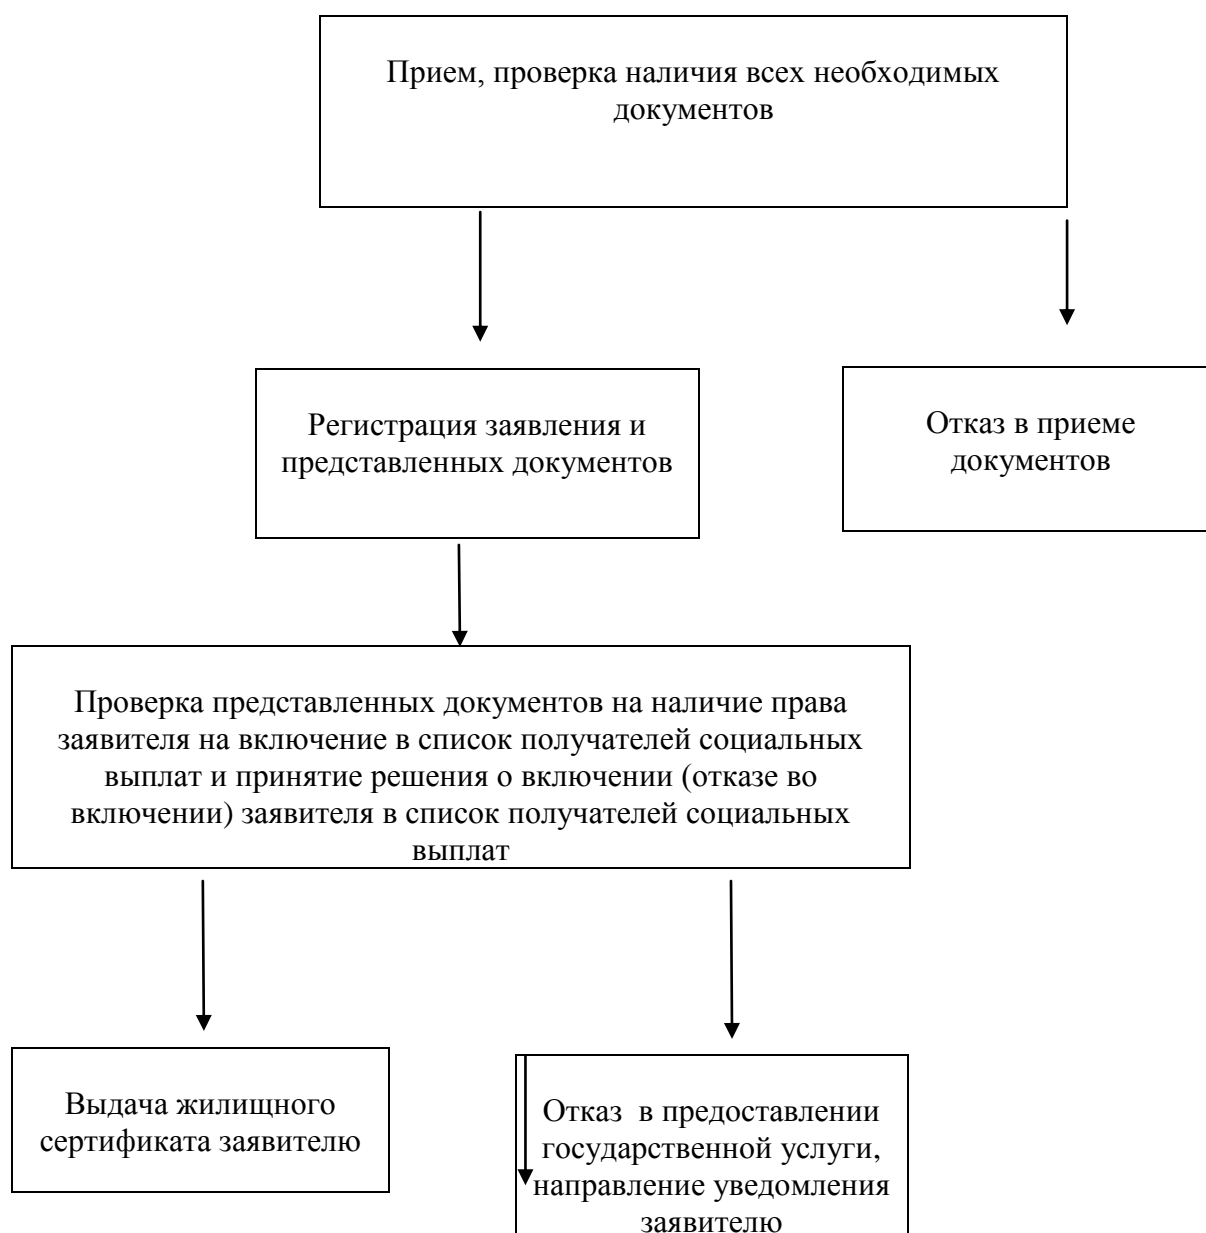 Прием, проверка наличия всех необходимых
документов
Регистрация заявления и
представленных документов
Отказ в приеме
документов
Проверка представленных документов на наличие права
заявителя на включение в список получателей социальных
выплат и принятие решения о включении (отказе во
включении) заявителя в список получателей социальных
выплат
Выдача жилищного
сертификата заявителю
Отказ  в предоставлении
государственной услуги,
направление уведомления
заявителю